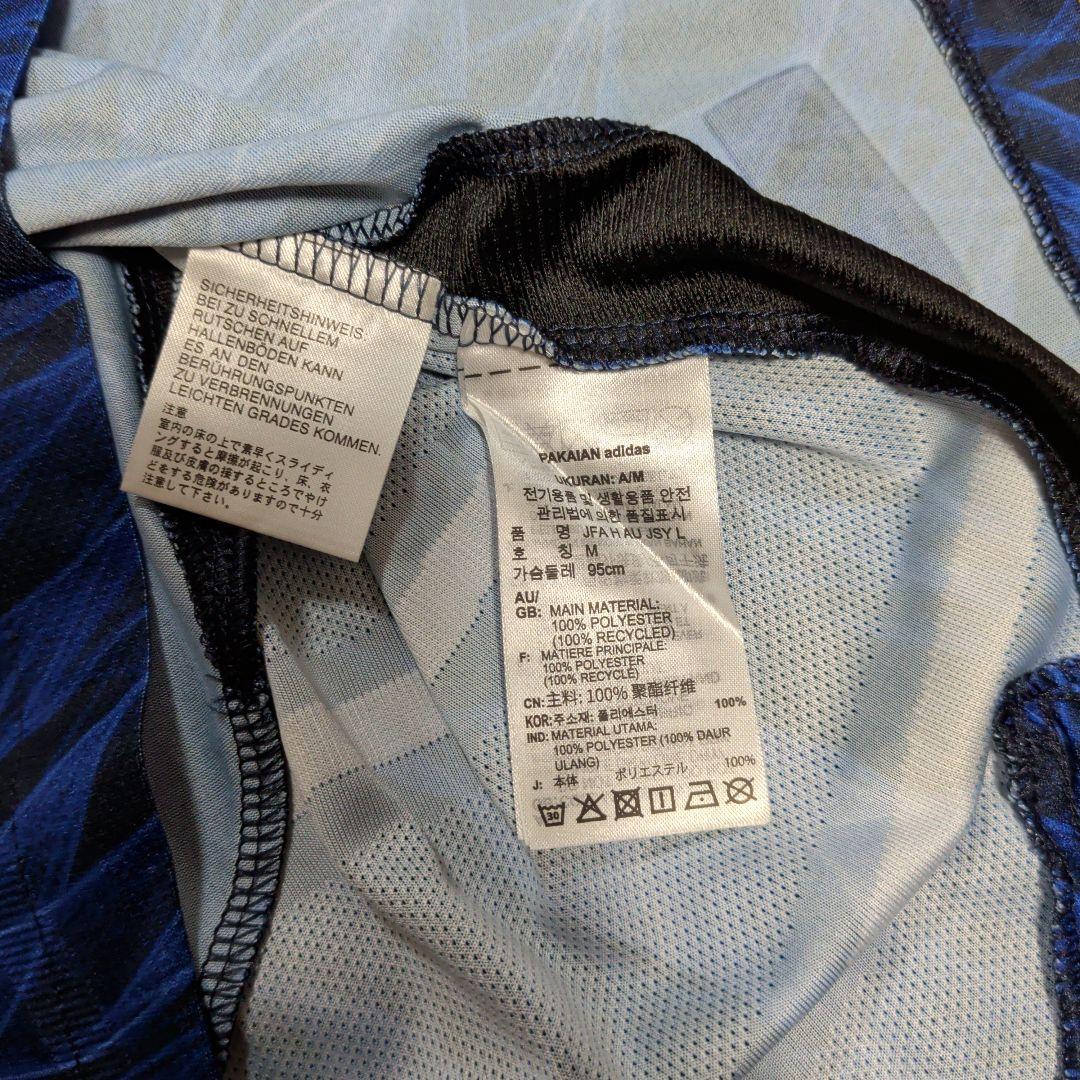 SICHERHEITSHINWEIS.
BEI ZU SCHNELLEM
RUTSCHEN AUF
HALLENBÖDEN KANN
ES AN DEN
BERÜHRUNGSPUNKTEN
ZU VERBRENNUNGEN
LEICHTEN GRADES KOMMEN.
注意
室内の床の上で素早くスライディ
ングすると摩擦が起こり、床、衣
服及び皮膚の接するところでやけ
どをする危険がありますので十分
注意して下さい。
PAKAIAN adidas
UKURAN: A/M
전기용품 및 생활용품 안전
관리법에 의한 품질표시
품 명 JFA H AU JSY L
호 칭 M
가슴둘레 95cm
AU/
GB: MAIN MATERIAL:
100% POLYESTER
(100% RECYCLED)
F: MATIERE PRINCIPALE:
100% POLYESTER
(100% RECYCLE)
CN: 主料: 100% 聚酯纤维
KOR: 주소재: 폴리에스터 100%
IND: MATERIAL UTAMA:
100% POLYESTER (100% DAUR
ULANG)
J: 本体 ポリエステル 100%
30